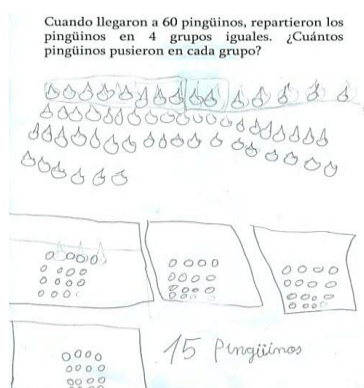 Cuando llegaron a 60 pingüinos, repartieron los
pingüinos en 4 grupos iguales. ¿Cuántos
pingüinos pusieron en cada grupo?
15 Pingüinos